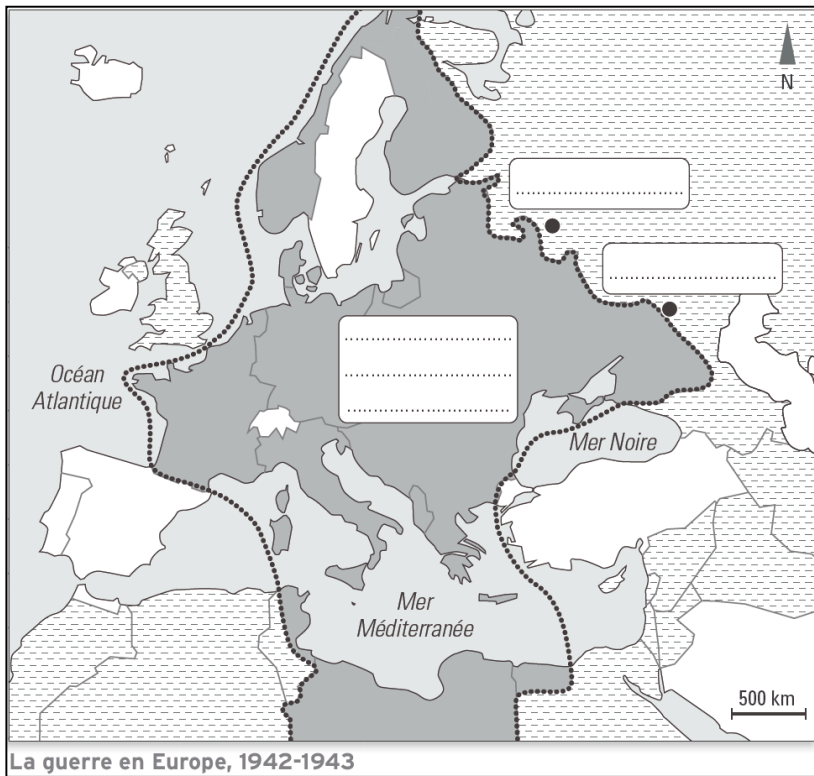 N
Océan
Atlantique
Mer Noire
Mer
Méditerranée
500 km
La guerre en Europe, 1942-1943